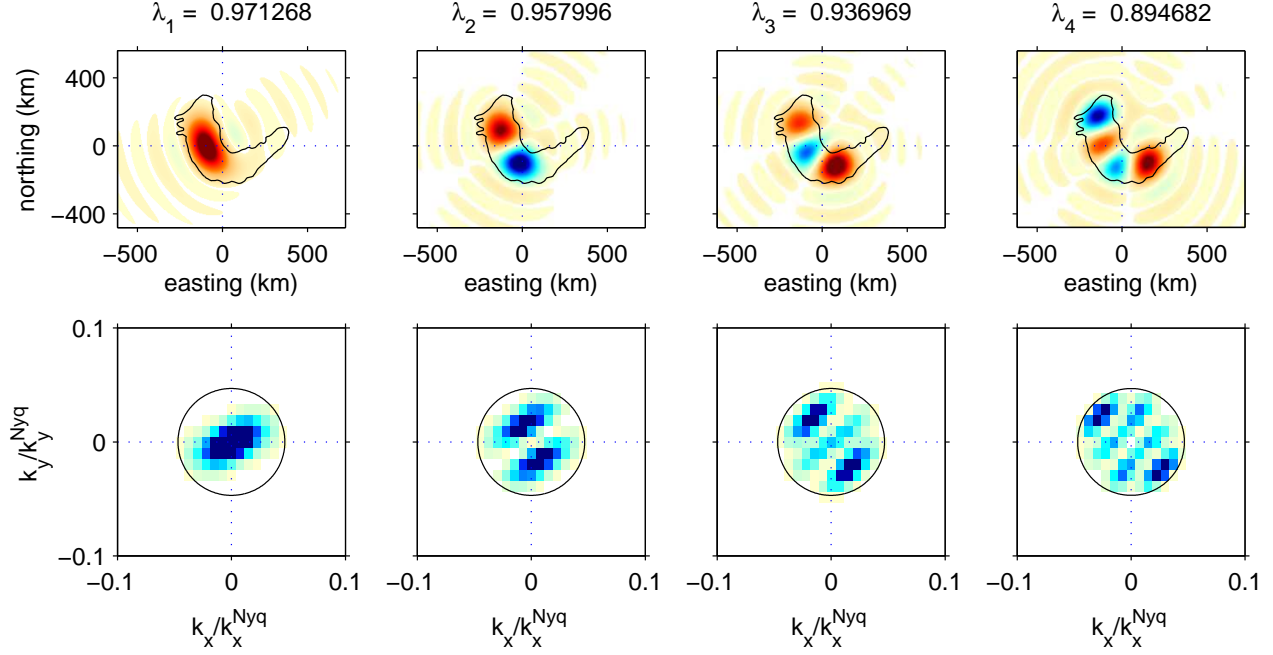 λ1 = 0.971268
λ2 = 0.957996
λ3 = 0.936969
λ4 = 0.894682
northing (km)
400
0
−400
−500 0 500
−500 0 500
−500 0 500
−500 0 500
easting (km)
easting (km)
easting (km)
easting (km)
ky/kyNyq
0.1
0
−0.1
−0.1 0 0.1
−0.1 0 0.1
−0.1 0 0.1
−0.1 0 0.1
kx/kxNyq
kx/kxNyq
kx/kxNyq
kx/kxNyq